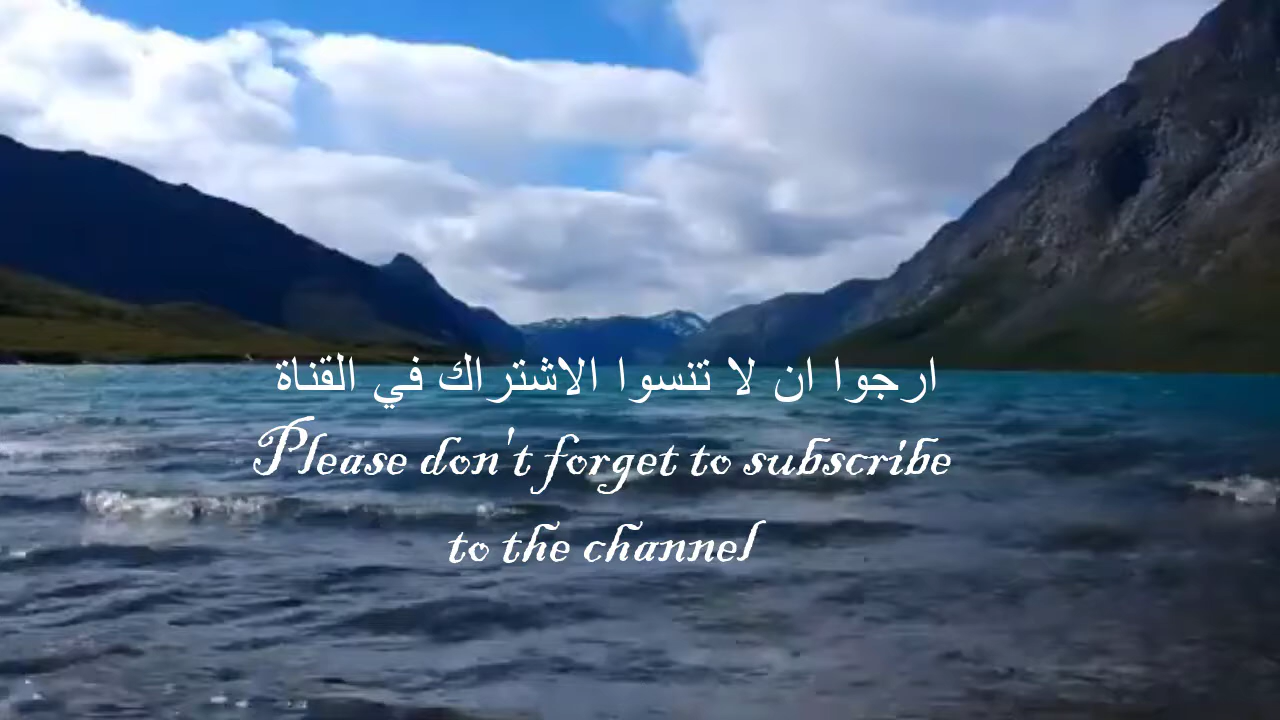 ارجوا ان لا تنسوا الاشتراك في القناة
Please don't forget to subscribe
to the channel